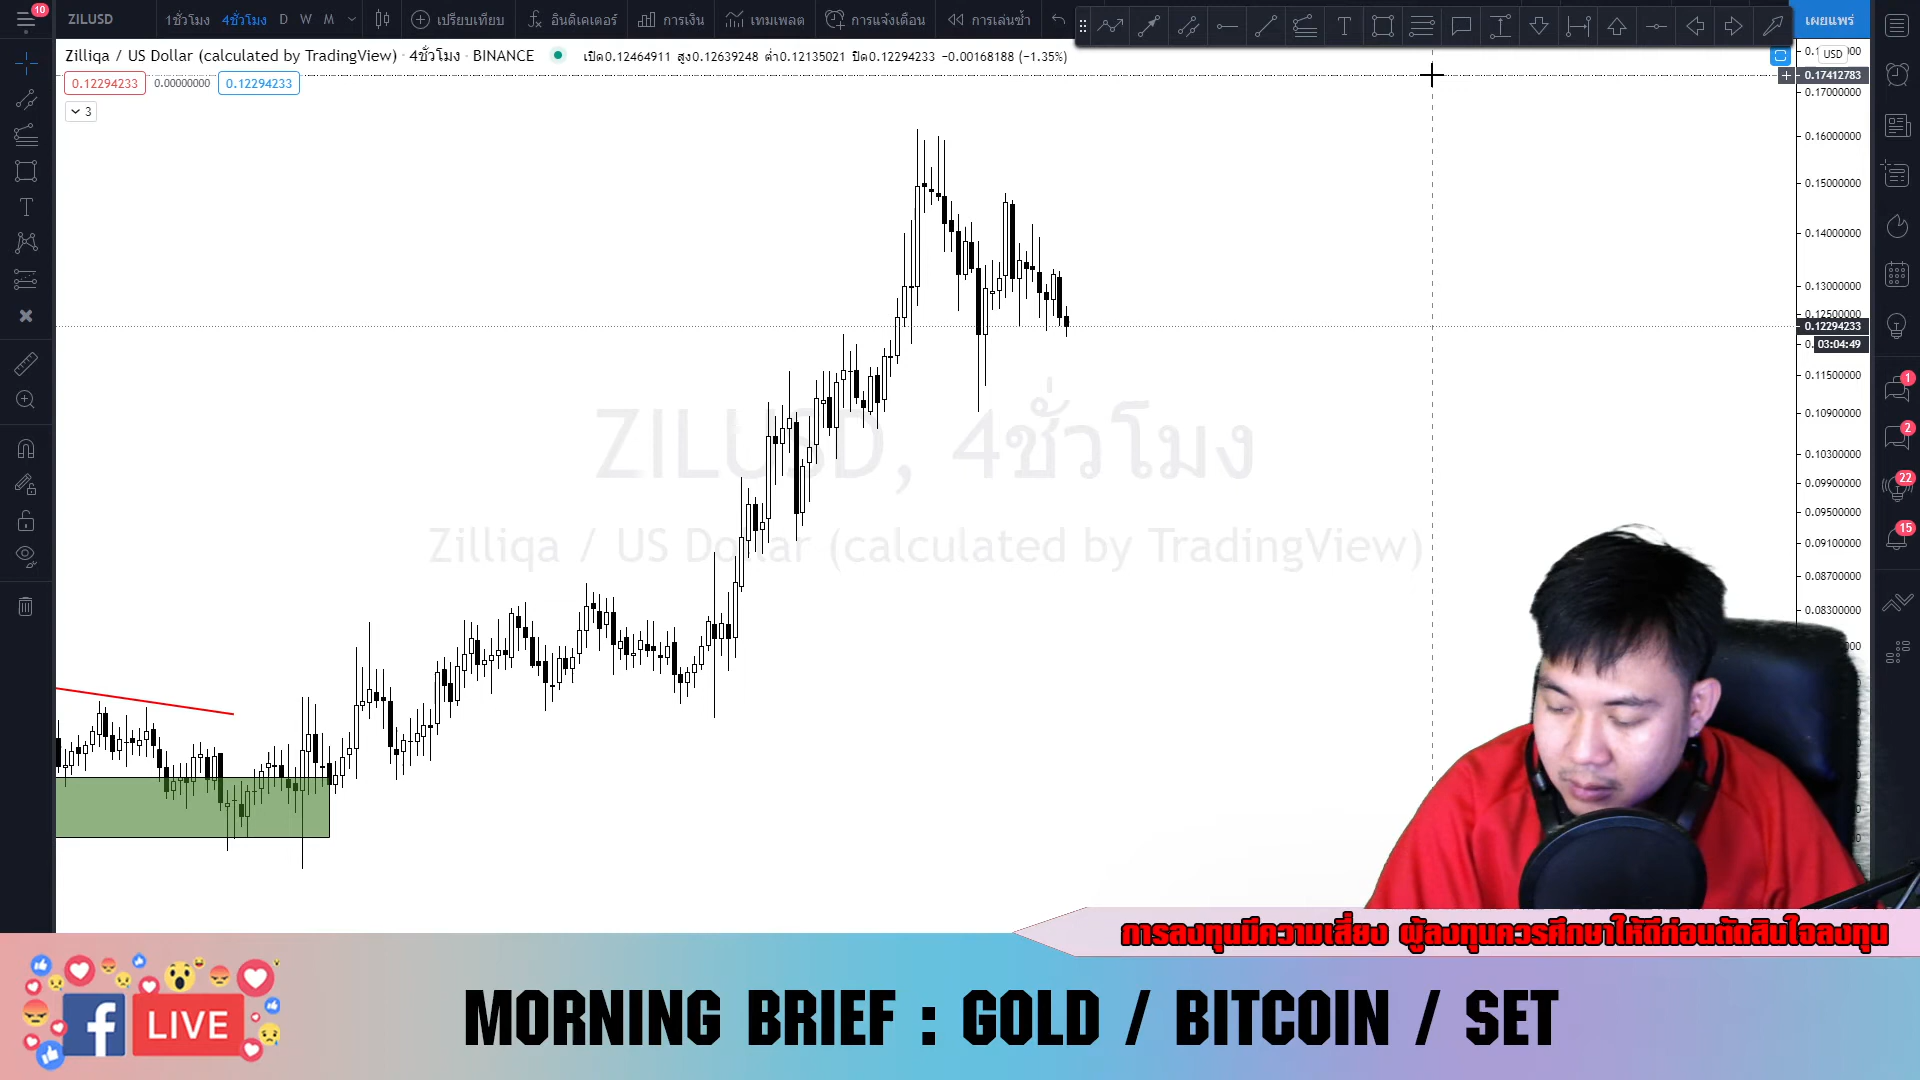 10
ZILUSD
1ชั่วโมง 4ชั่วโมง D W M
เปรียบเทียบ
อินดิเคเตอร์
การเงิน
เทมเพลต
การแจ้งเตือน
การเล่นซ้ำ
T
เผยแพร่
Zilliqa / US Dollar (calculated by TradingView) · 4ชั่วโมง · BINANCE
เปิด0.12464911 สูง0.12639248 ต่ำ0.12135021 ปิด0.12294233 −0.00168188 (−1.35%)
USD
0.12294233 0.00000000 0.12294233
3
0.17412783
0.17000000
0.16000000
0.15000000
0.14000000
0.13000000
0.12500000
0.12294233
03:04:49
0.11500000
0.10900000
0.10300000
0.09900000
0.09500000
0.09100000
0.08700000
0.08300000
1
2
22
15
ZILUSD, 4ชั่วโมง
Zilliqa / US Dollar (calculated by TradingView)
การลงทุนมีความเสี่ยง ผู้ลงทุนควรศึกษาให้ดีก่อนตัดสินใจลงทุน
f LIVE
MORNING BRIEF : GOLD / BITCOIN / SET